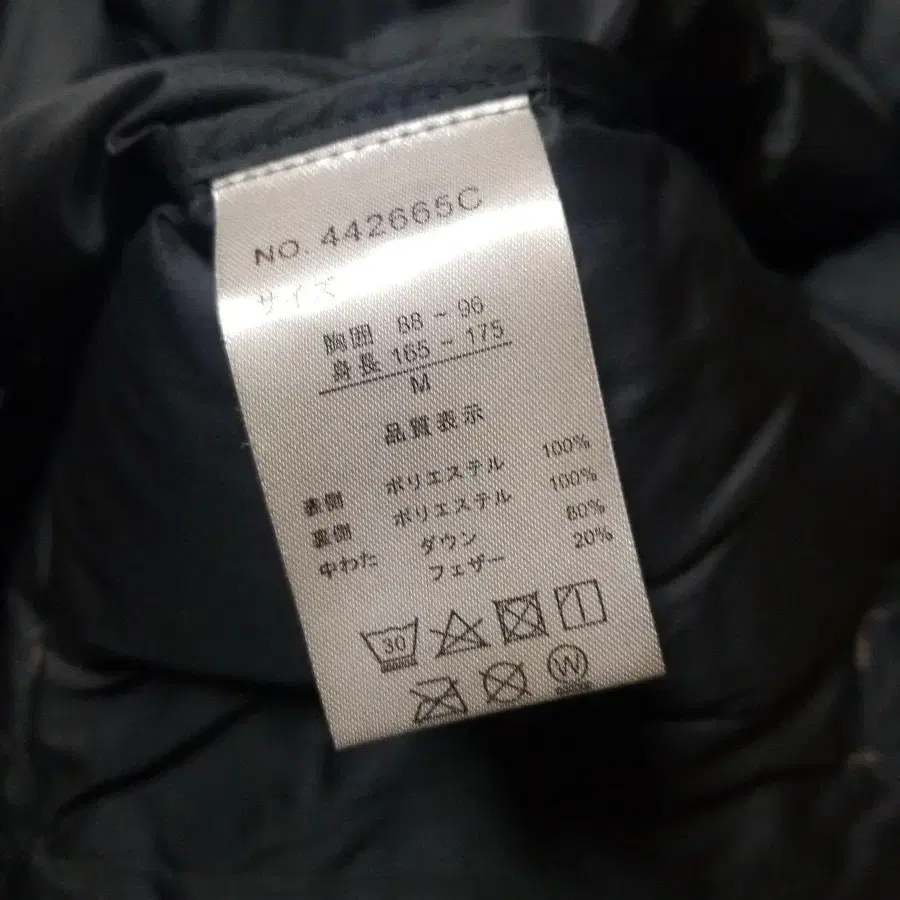 NO. 442665C
サイズ
胸囲 88 ~ 96
身長 165 - 175
M
品質表示
表側 ポリエステル 100%
裏側 ポリエステル 100%
中わた ダウン 80%
フェザー 20%
30
W